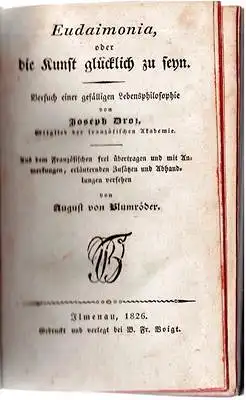 Eudaimonia,
oder
die Kunst glücklich zu seyn.
Versuch einer gefälligen Lebensphilosophie
von
Joseph Droz,
Mitglied der französischen Akademie.
Aus dem Französischen frei übertragen und mit An-
merkungen, erläuternden Zusätzen und Abhand-
lungen versehen
von
August von Blumröder.
Ilmenau, 1826.
Gedruckt und verlegt bei B. Fr. Voigt.